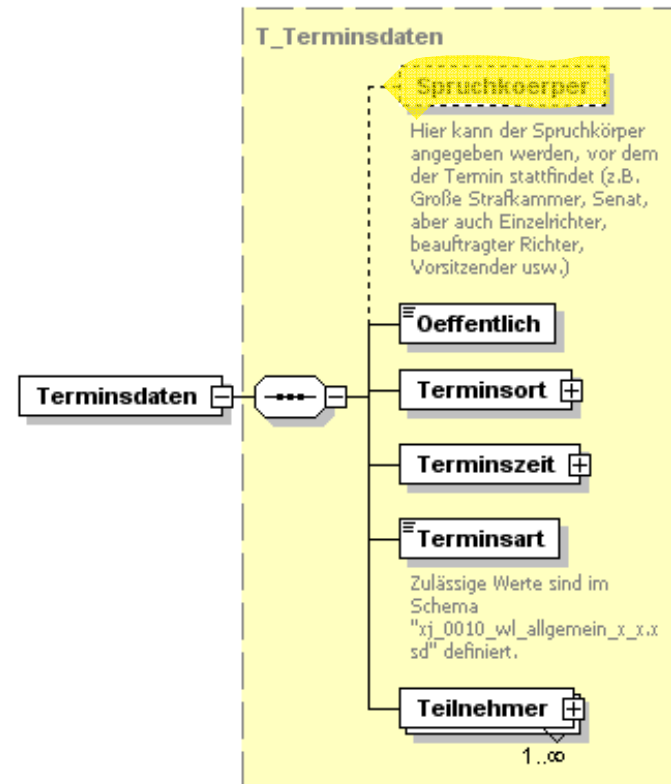 T_Terminsdaten
Spruchkoerper
Hier kann der Spruchkörper
angegeben werden, vor dem
der Termin stattfindet (z.B.
Große Strafkammer, Senat,
aber auch Einzelrichter,
beauftragter Richter,
Vorsitzender usw.)
Oeffentlich
Terminsort
Terminsdaten
Terminszeit
Terminsart
Zulässige Werte sind im
Schema
"xj_0010_wl_allgemein_x_x.x
sd" definiert.
Teilnehmer
1..∞